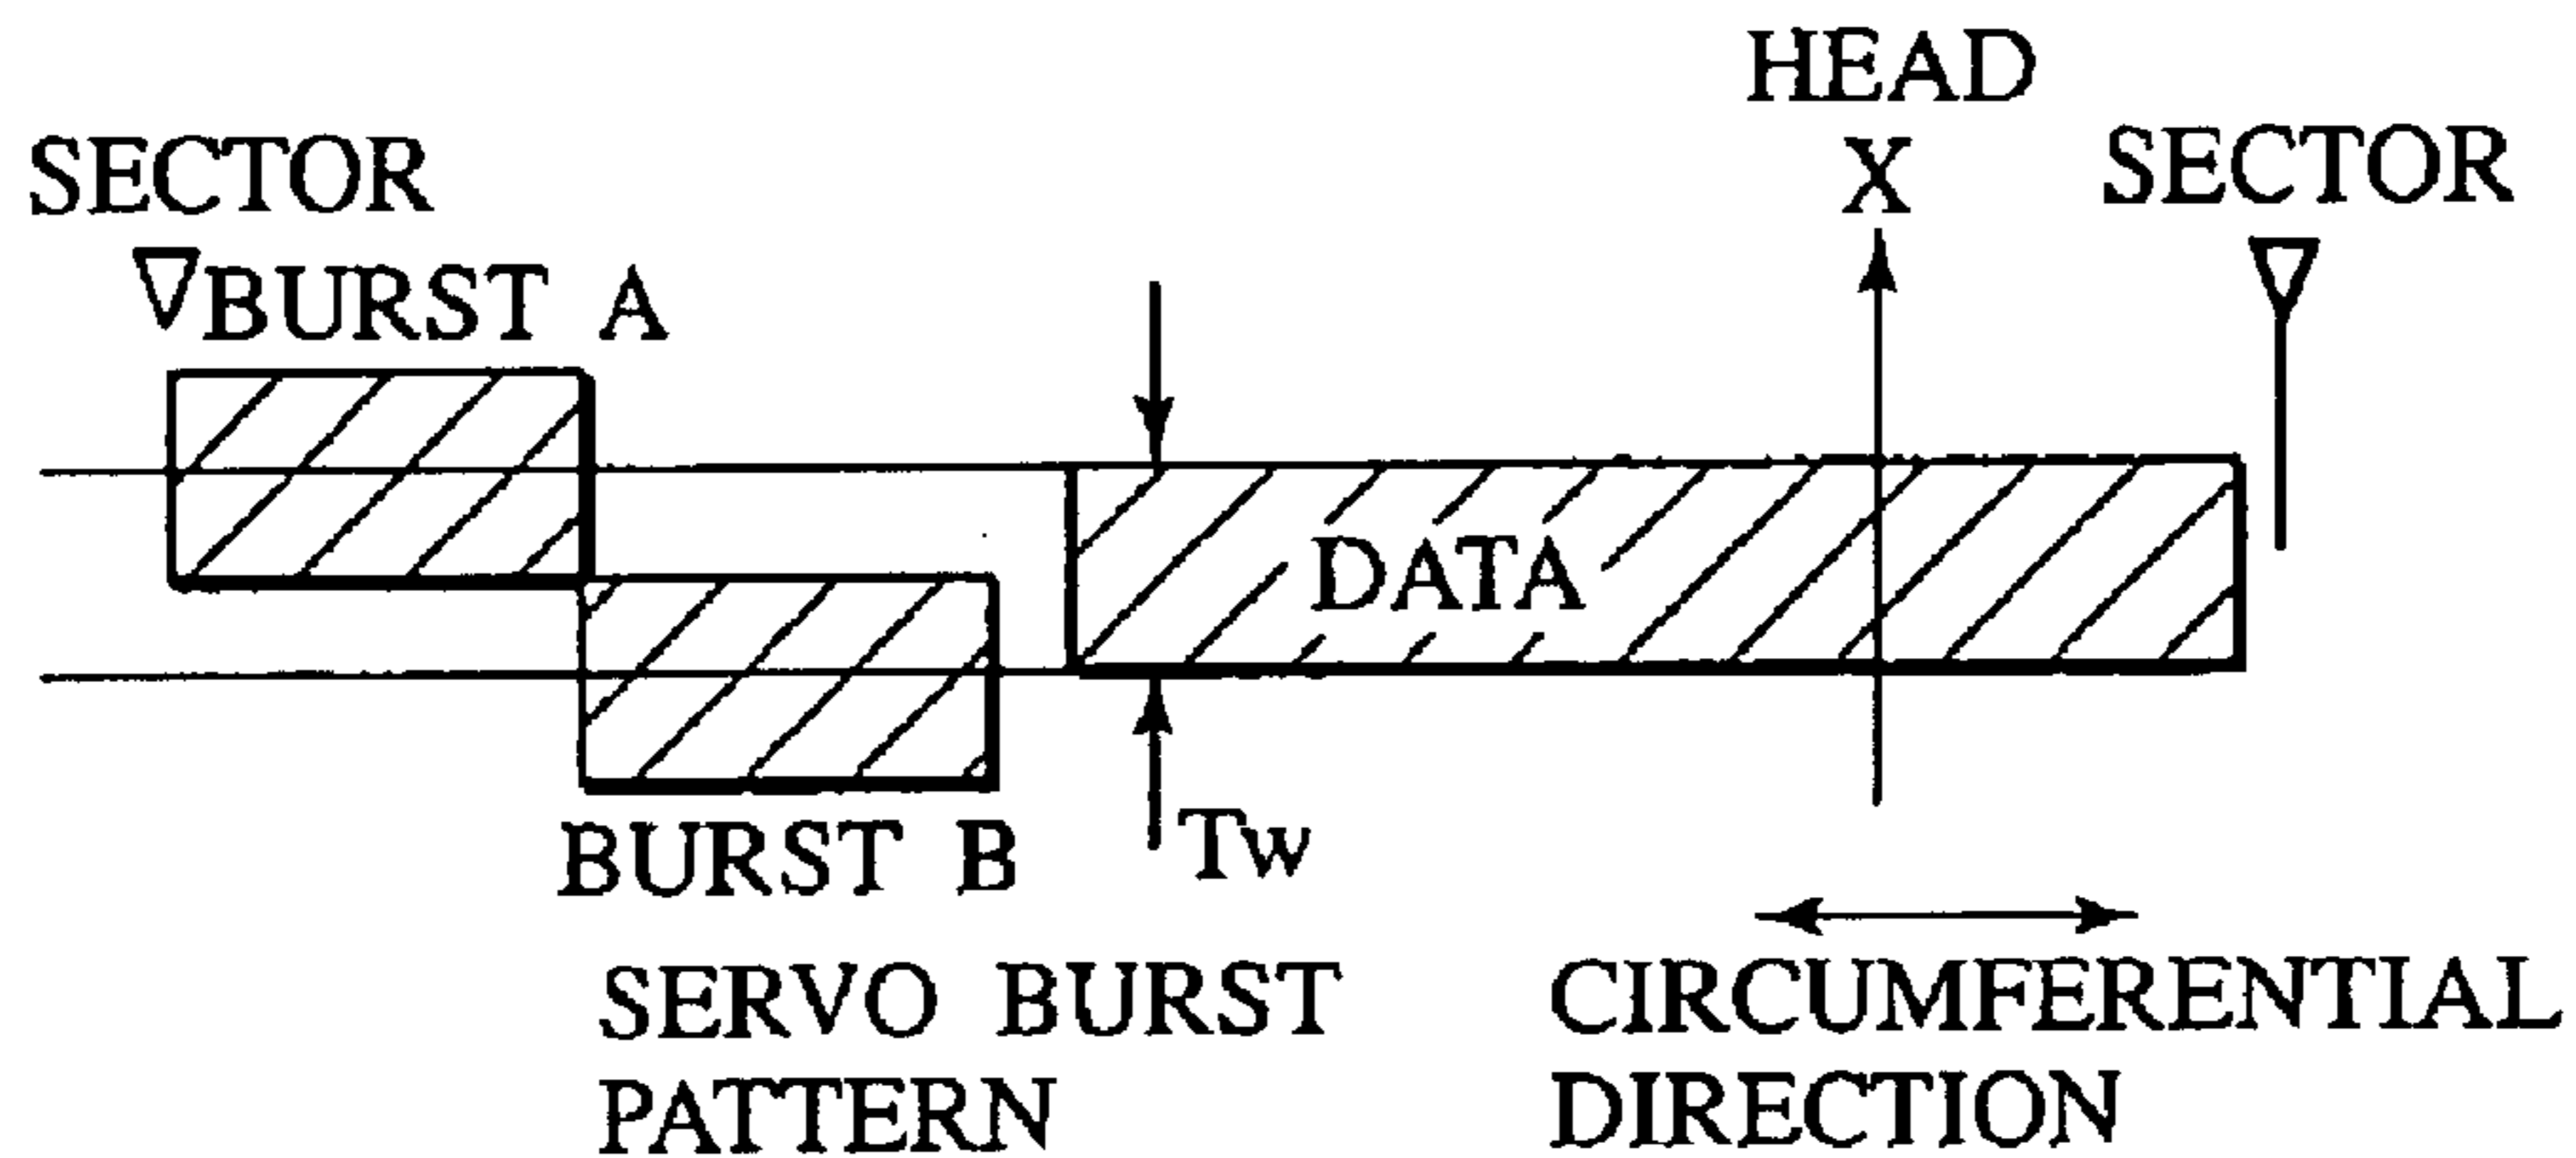 HEAD
X
SECTOR
SECTOR
BURST A
DATA
BURST B
Tw
SERVO BURST
PATTERN
CIRCUMFERENTIAL
DIRECTION